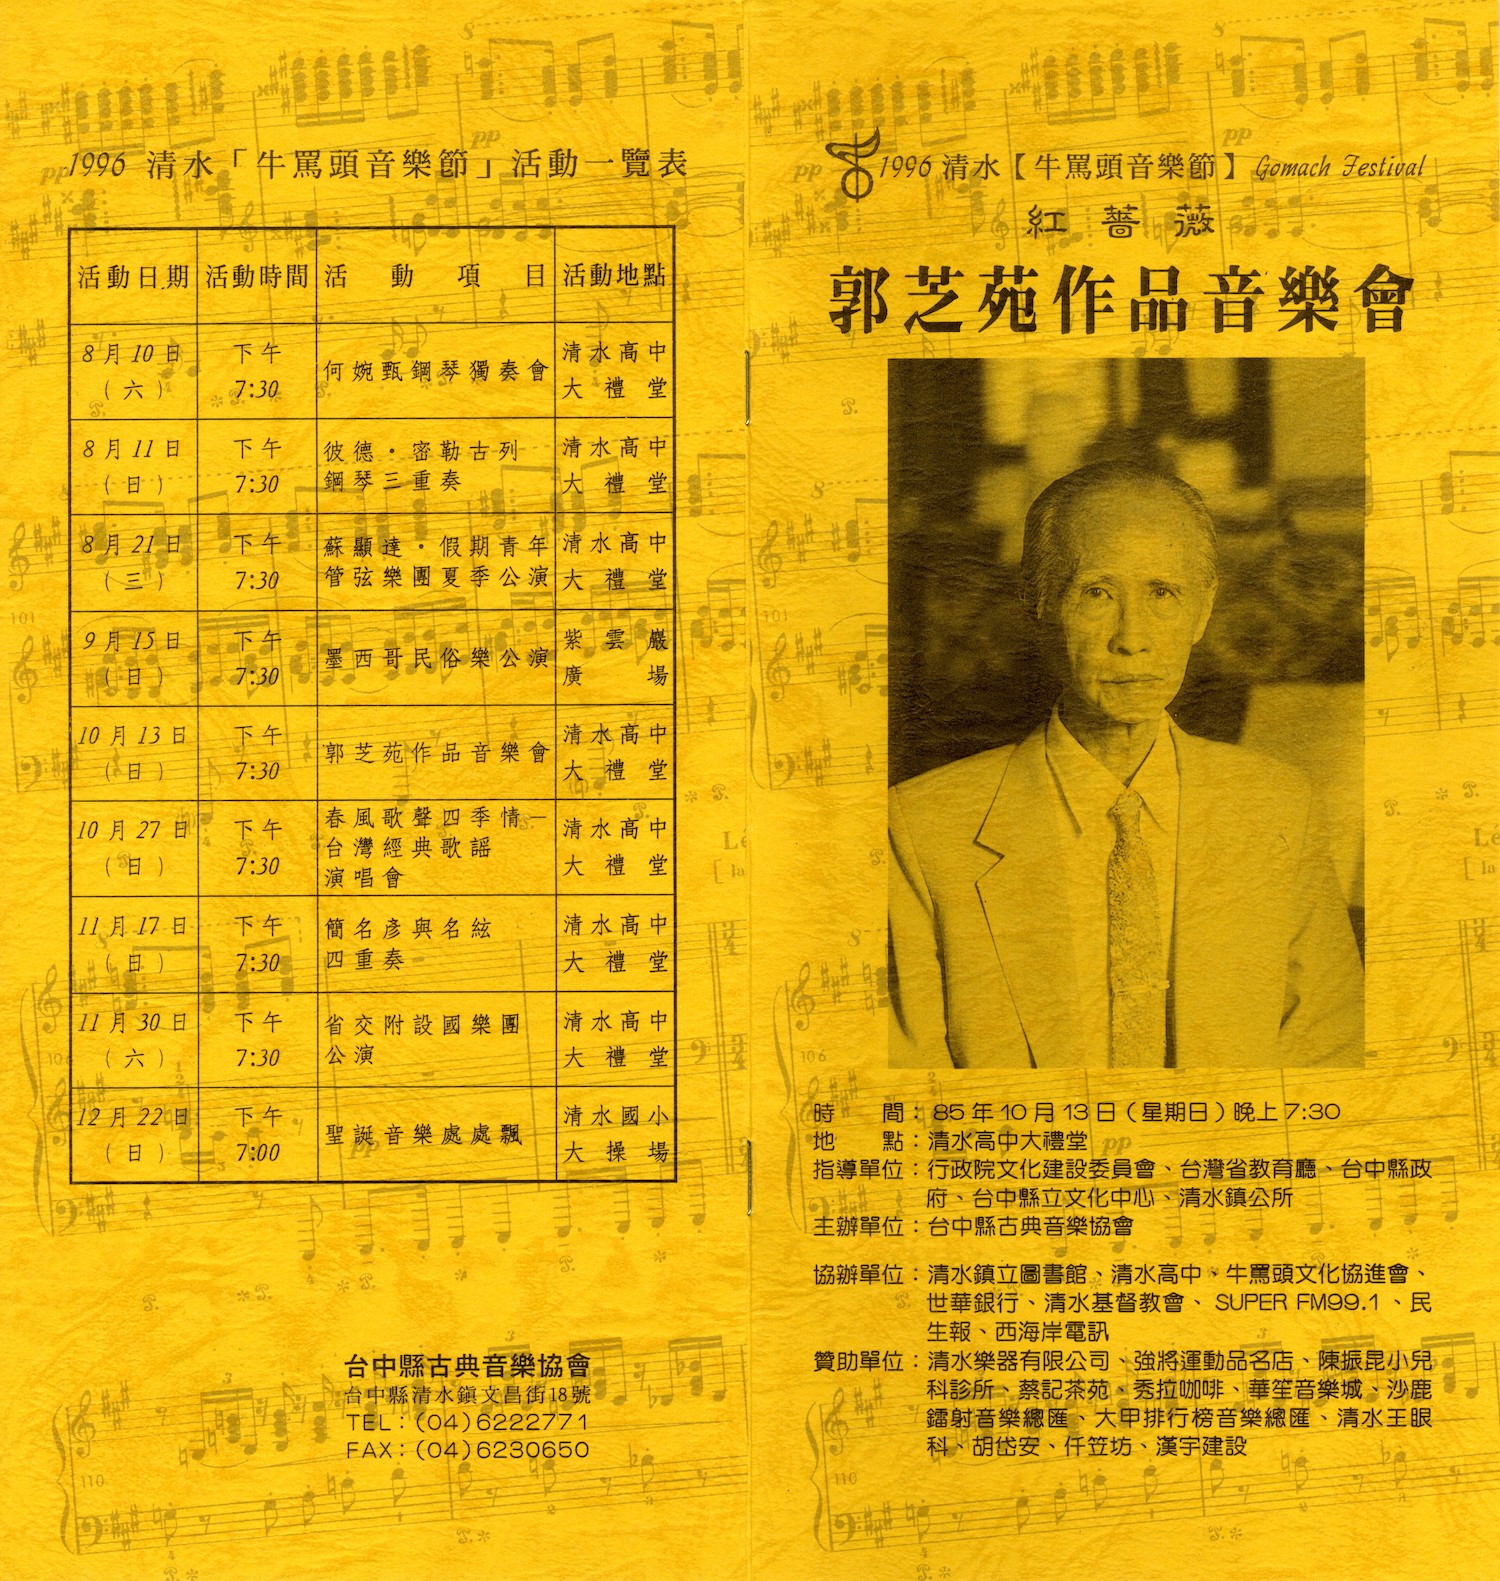 1996 清水「牛罵頭音樂節」活動一覽表
活動日期 活動時間 活動項目 活動地點
8月10日
(六)
下午
7:30
何婉甄鋼琴獨奏會
清水高中
大禮堂
8月11日
(日)
下午
7:30
彼德・密勒古列
鋼琴三重奏
清水高中
大禮堂
8月21日
(三)
下午
7:30
蘇顯達・假期青年
管弦樂團夏季公演
清水高中
大禮堂
9月15日
(日)
下午
7:30
墨西哥民俗樂公演
紫雲巖
廣場
10月13日
(日)
下午
7:30
郭芝苑作品音樂會
清水高中
大禮堂
10月27日
(日)
下午
7:30
春風歌聲四季情－
台灣經典歌謠
演唱會
清水高中
大禮堂
11月17日
(日)
下午
7:30
簡名彥與名絃
四重奏
清水高中
大禮堂
11月30日
(六)
下午
7:30
省交附設國樂團
公演
清水高中
大禮堂
12月22日
(日)
下午
7:00
聖誕音樂處處飄
清水國小
大操場
台中縣古典音樂協會
台中縣清水鎮文昌街18號
TEL：(04)6222771
FAX：(04)6230650
1996 清水【牛罵頭音樂節】Gomach Festival
紅薔薇
郭芝苑作品音樂會
時間：85年10月13日(星期日)晚上7:30
地點：清水高中大禮堂
指導單位：行政院文化建設委員會、台灣省教育廳、台中縣政
府、台中縣立文化中心、清水鎮公所
主辦單位：台中縣古典音樂協會
協辦單位：清水鎮立圖書館、清水高中、牛罵頭文化協進會、
世華銀行、清水基督教會、SUPER FM99.1、民
生報、西海岸電訊
贊助單位：清水樂器有限公司、強將運動品名店、陳振昆小兒
科診所、蔡記茶苑、秀拉咖啡、華笙音樂城、沙鹿
鐳射音樂總匯、大甲排行榜音樂總匯、清水王眼
科、胡岱安、仟笠坊、漢宇建設